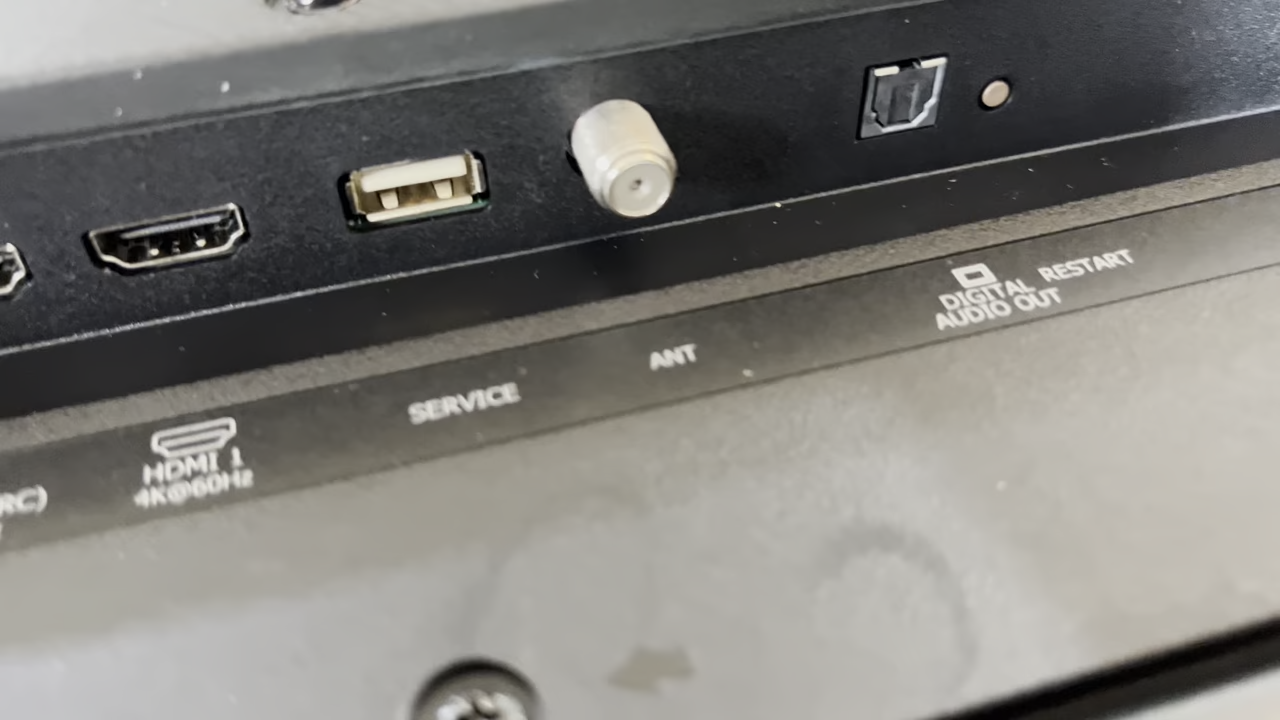 RC)
HDMI 1
4K@60Hz
SERVICE
ANT
DIGITAL
AUDIO OUT
RESTART